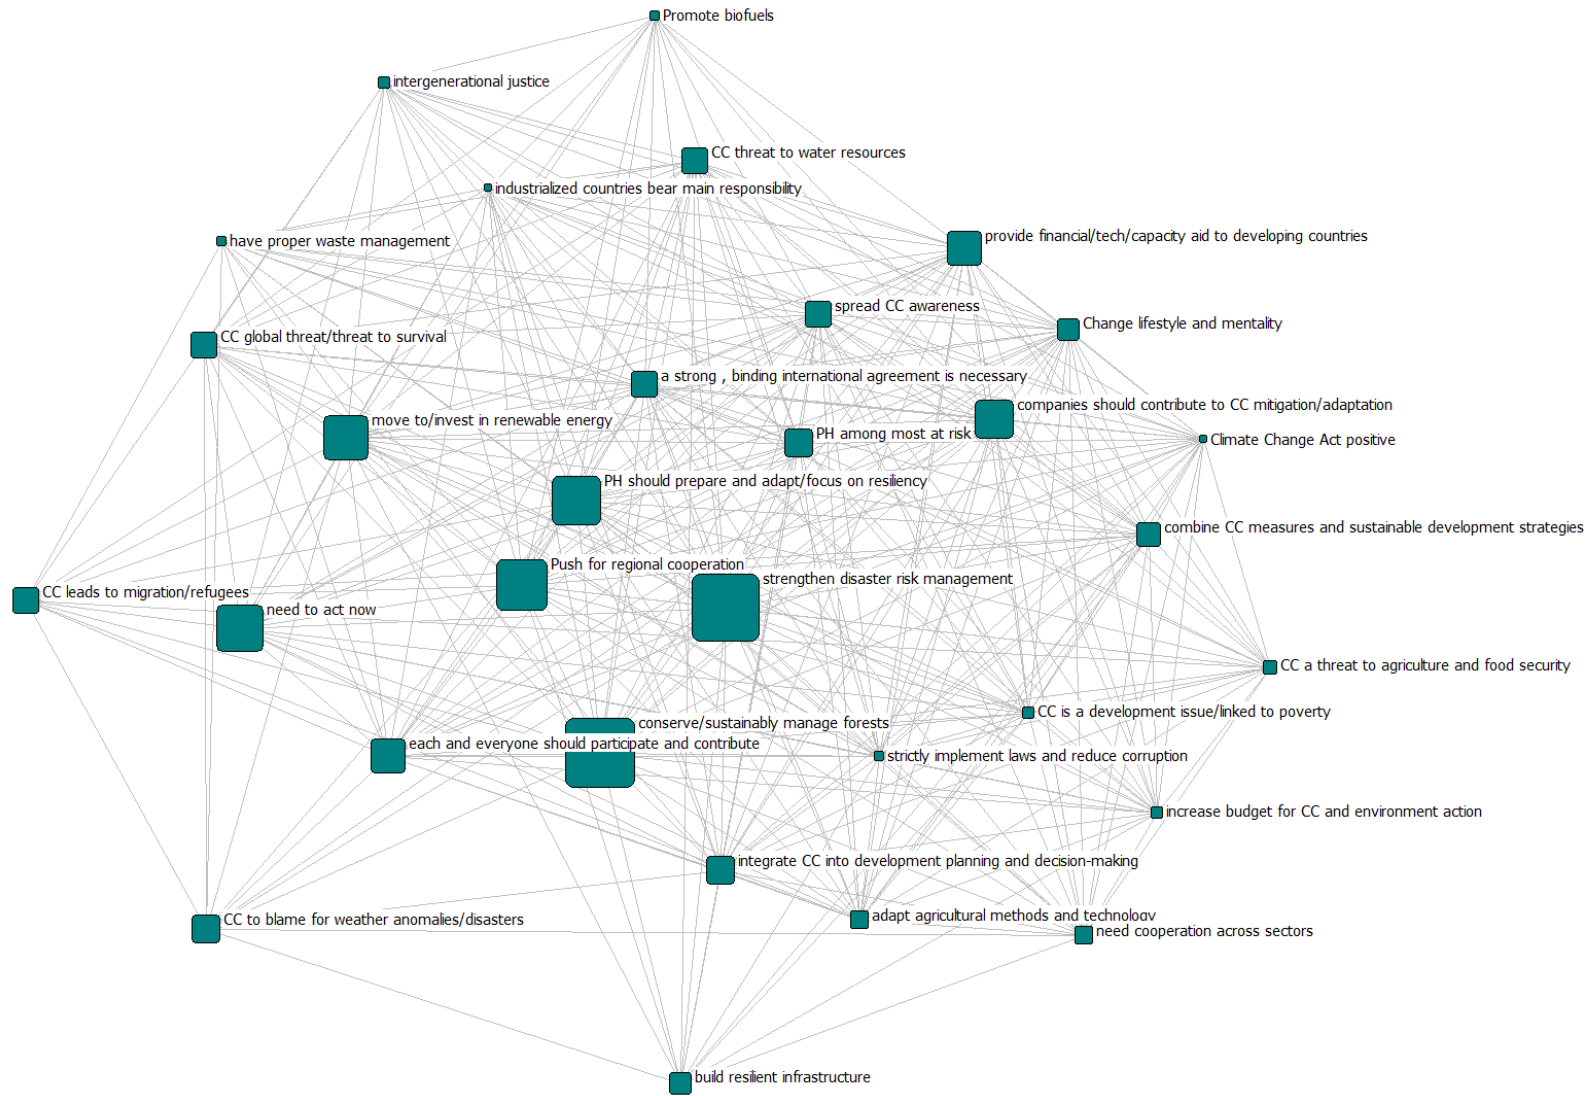 Promote biofuels
intergenerational justice
CC threat to water resources
industrialized countries bear main responsibility
have proper waste management
provide financial/tech/capacity aid to developing countries
spread CC awareness
Change lifestyle and mentality
CC global threat/threat to survival
a strong , binding international agreement is necessary
companies should contribute to CC mitigation/adaptation
move to/invest in renewable energy
PH among most at risk
Climate Change Act positive
PH should prepare and adapt/focus on resiliency
combine CC measures and sustainable development strategies
Push for regional cooperation
strengthen disaster risk management
CC leads to migration/refugees
need to act now
CC a threat to agriculture and food security
CC is a development issue/linked to poverty
conserve/sustainably manage forests
each and everyone should participate and contribute
strictly implement laws and reduce corruption
increase budget for CC and environment action
integrate CC into development planning and decision-making
adapt agricultural methods and technology
CC to blame for weather anomalies/disasters
need cooperation across sectors
build resilient infrastructure